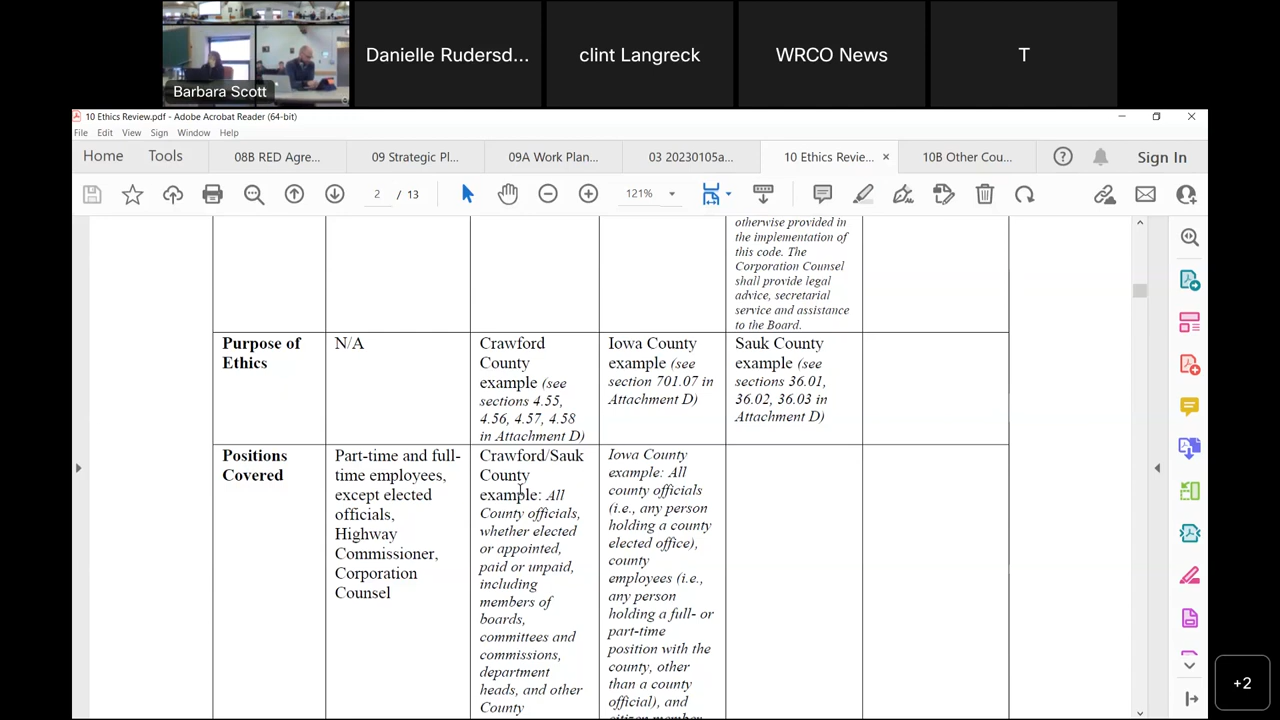 Barbara Scott
Danielle Rudersd...
clint Langreck
WRCO News
T
10 Ethics Review.pdf - Adobe Acrobat Reader (64-bit)
File Edit View Sign Window Help
Home Tools 08B RED Agre... 09 Strategic Pl... 09A Work Plan... 03 20230105a... 10 Ethics Revie... × 10B Other Cou... Sign In
2 / 13 121%
otherwise provided in
the implementation of
this code. The
Corporation Counsel
shall provide legal
advice, secretarial
service and assistance
to the Board.
Purpose of
Ethics
N/A
Crawford
County
example (see
sections 4.55,
4.56, 4.57, 4.58
in Attachment D)
Iowa County
example (see
section 701.07 in
Attachment D)
Sauk County
example (see
sections 36.01,
36.02, 36.03 in
Attachment D)
Positions
Covered
Part-time and full-
time employees,
except elected
officials,
Highway
Commissioner,
Corporation
Counsel
Crawford/Sauk
County
example: All
County officials,
whether elected
or appointed,
paid or unpaid,
including
members of
boards,
committees and
commissions,
department
heads, and other
County
Iowa County
example: All
county officials
(i.e., any person
holding a county
elected office),
county
employees (i.e.,
any person
holding a full- or
part-time
position with the
county, other
than a county
official), and
citizen member
+2